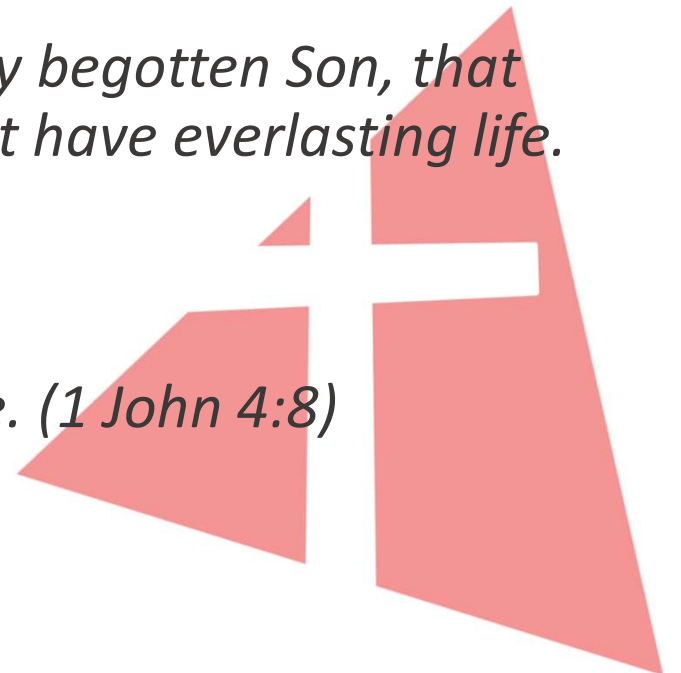 y begotten Son, that
t have everlasting life.
e. (1 John 4:8)